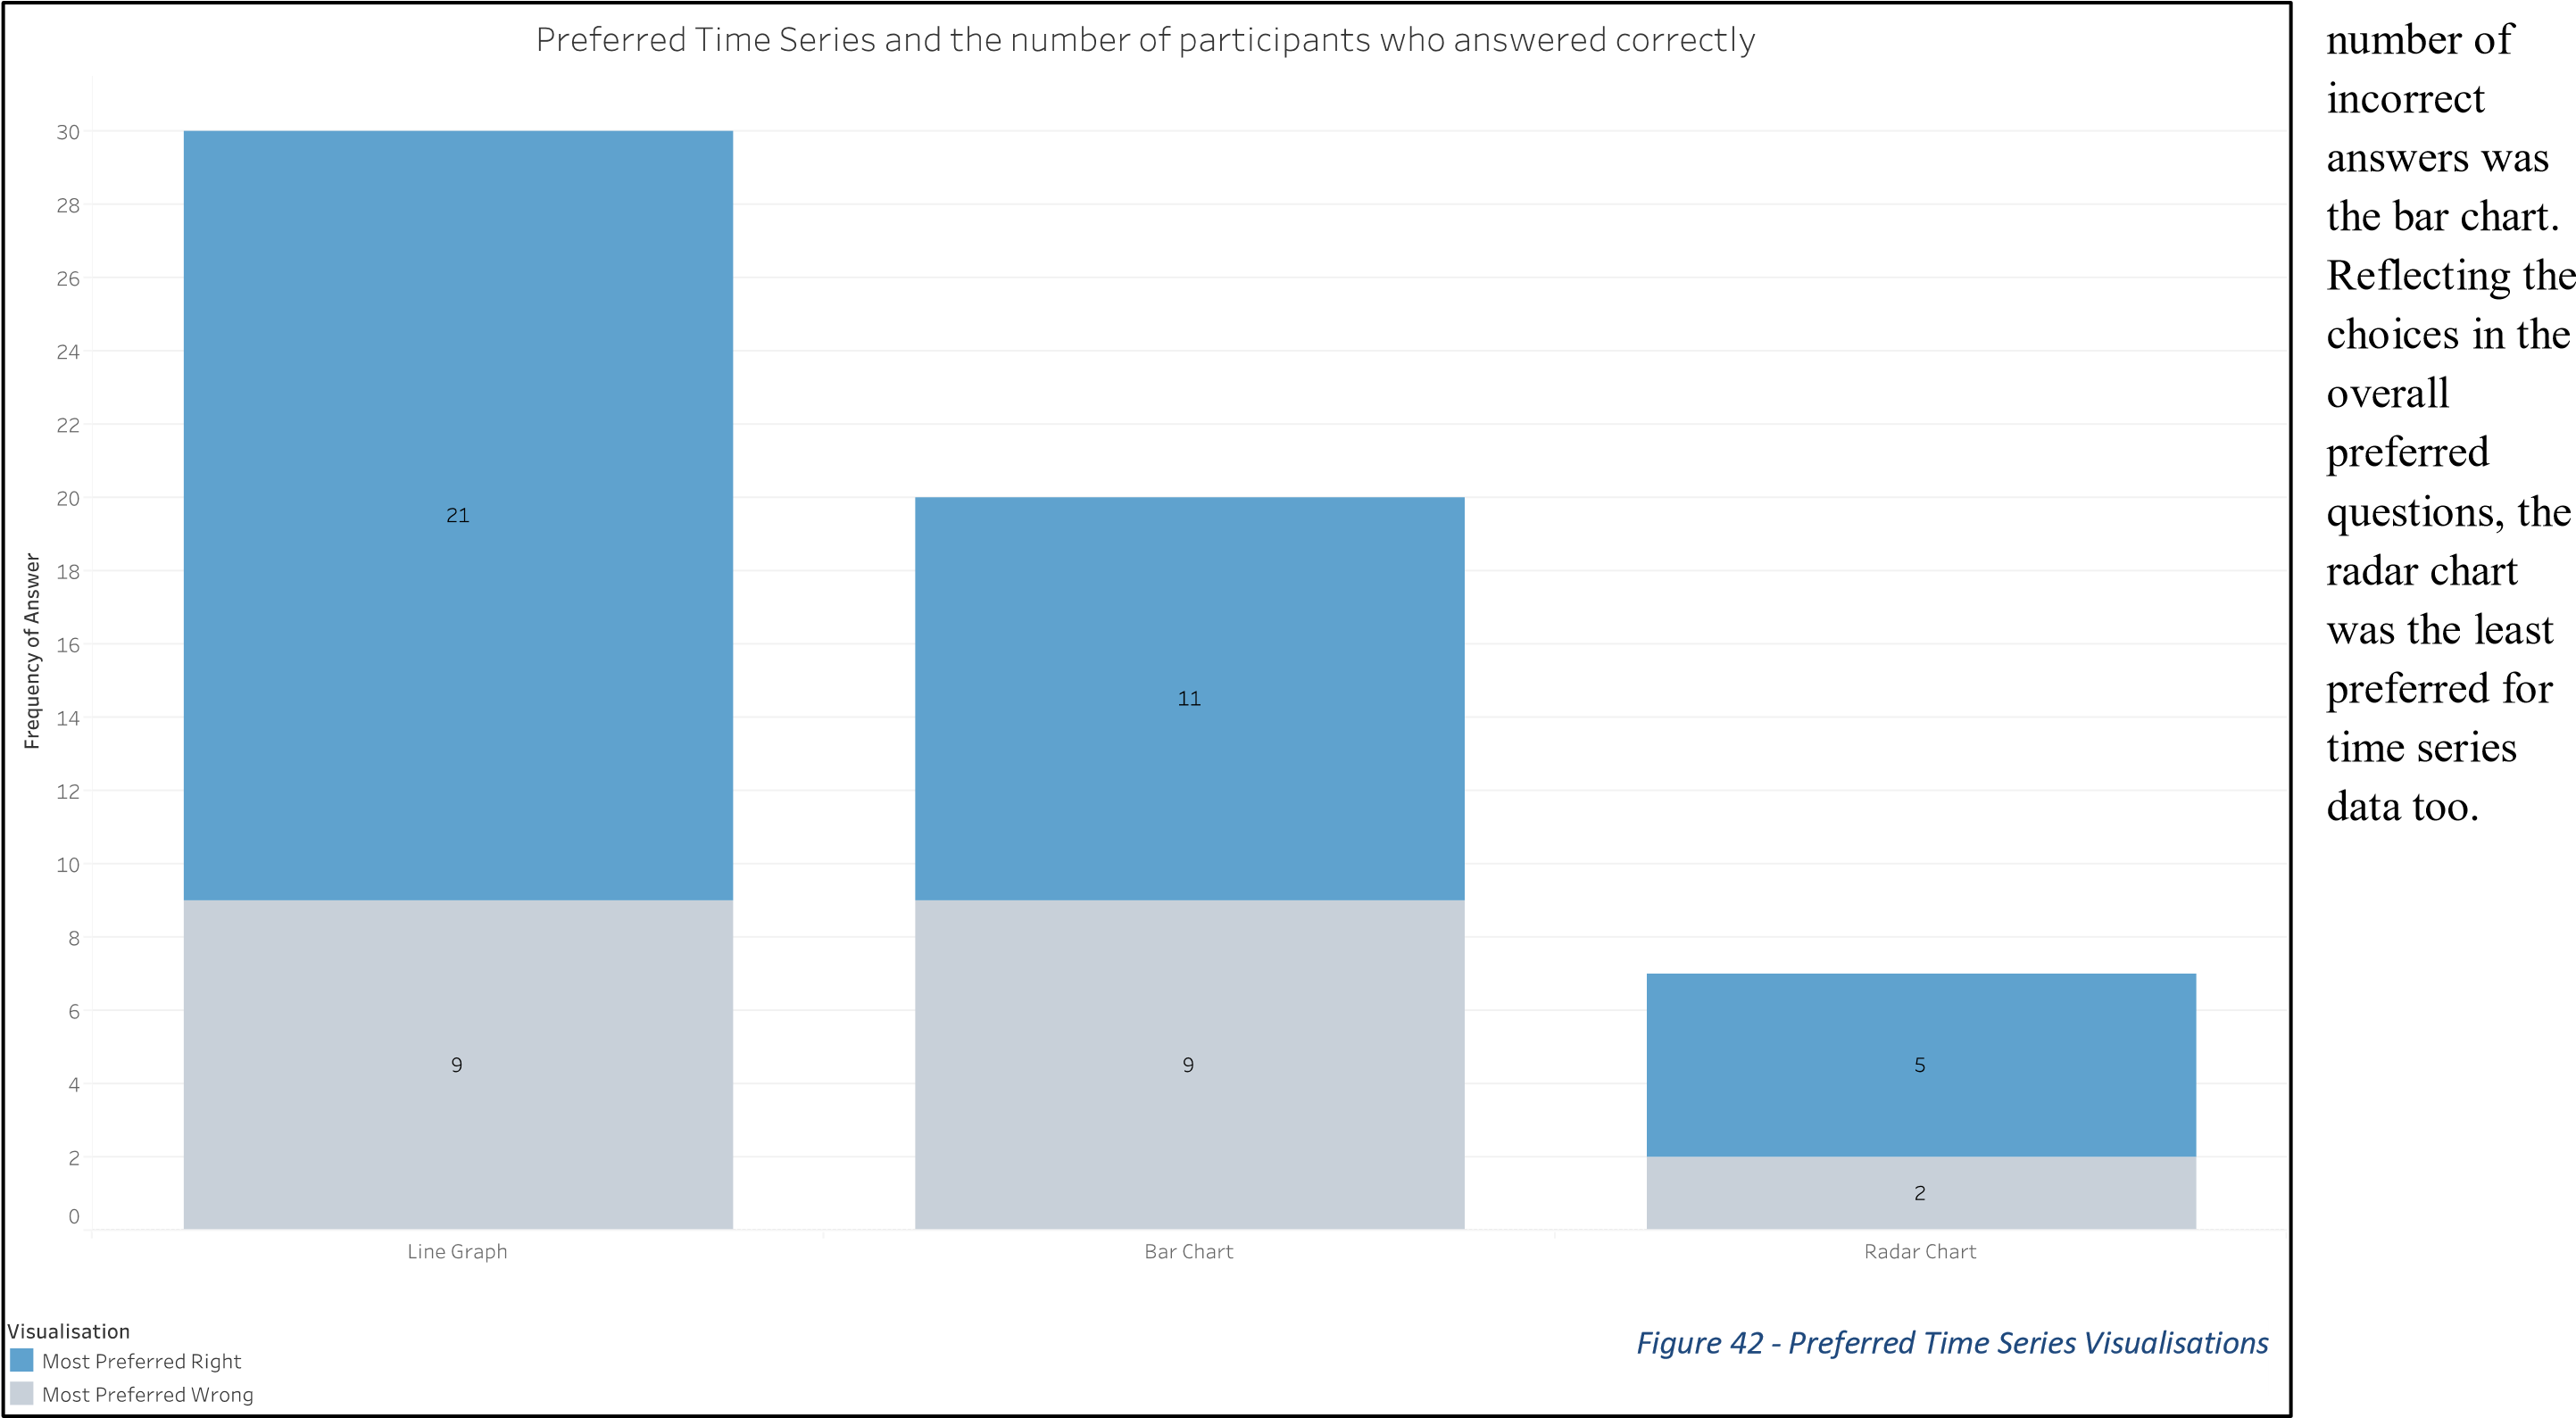 Preferred Time Series and the number of participants who answered correctly
Frequency of Answer
30
28
26
24
22
20
18
16
14
12
10
8
6
4
2
0
21
9
11
9
5
2
Line Graph
Bar Chart
Radar Chart
Visualisation
Most Preferred Right
Most Preferred Wrong
Figure 42 - Preferred Time Series Visualisations
number of
incorrect
answers was
the bar chart.
Reflecting the
choices in the
overall
preferred
questions, the
radar chart
was the least
preferred for
time series
data too.